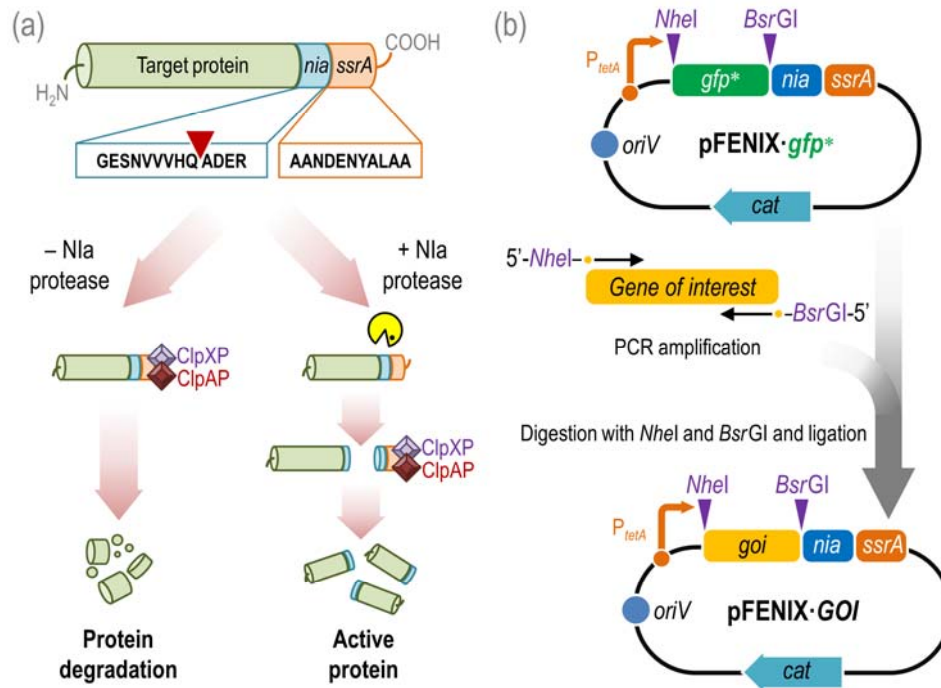 (a)
H₂N
Target protein
nia
ssrA
COOH
GESNVVVHQ ADER
AANDENYALAA
– NIa
protease
+ NIa
protease
ClpXP
ClpAP
ClpXP
ClpAP
Protein
degradation
Active
protein
(b)
NheI
BsrGI
PtetA
gfp*
nia
ssrA
oriV
pFENIX·gfp*
cat
5’-NheI–
Gene of interest
–BsrGI-5’
PCR amplification
Digestion with NheI and BsrGI and ligation
NheI
BsrGI
PtetA
goi
nia
ssrA
oriV
pFENIX·GOI
cat